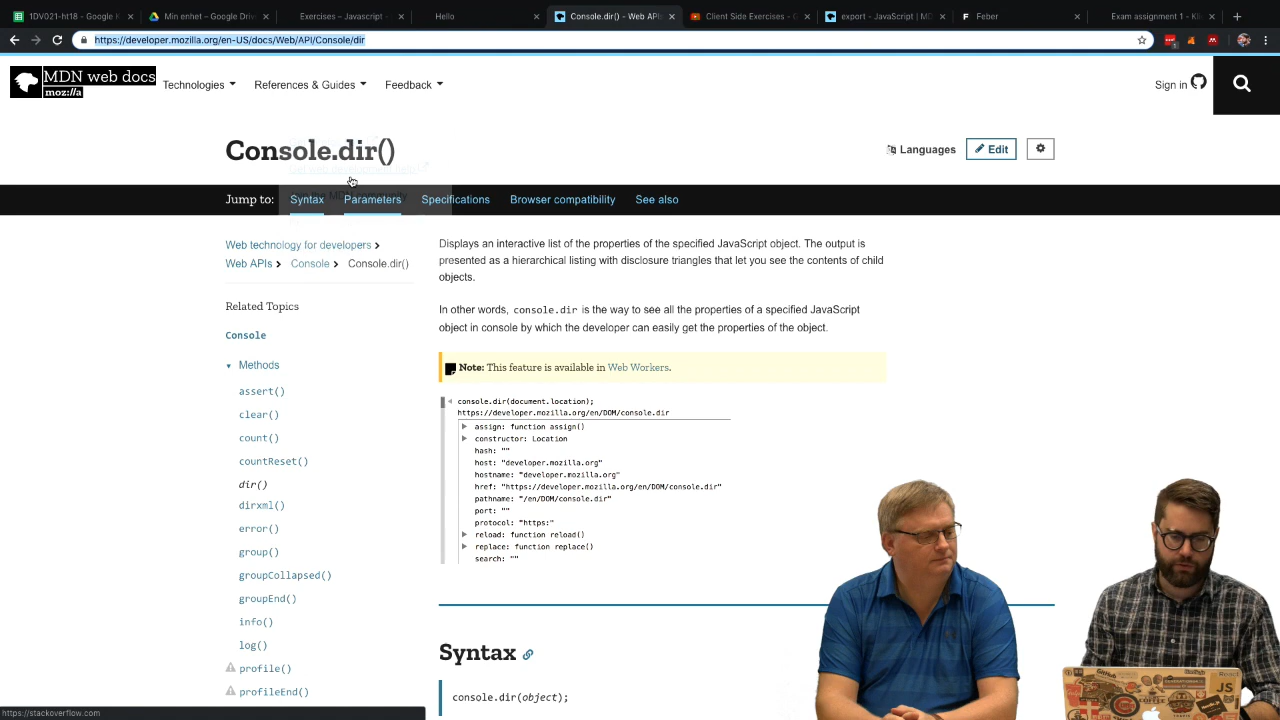 1DV021-ht18 - Google K
Min enhet – Google Driv
Exercises – Javascript -
Hello
Console.dir() - Web APIs
Client Side Exercises - G
export - JavaScript | MD
Feber
Exam assignment 1 - Kl
https://developer.mozilla.org/en-US/docs/Web/API/Console/dir
MDN web docs
moz://a
Technologies
References & Guides
Feedback
Sign in
Console.dir()
Languages
Edit
Jump to:
Syntax
Parameters
Specifications
Browser compatibility
See also
Web technology for developers
Web APIs
Console
Console.dir()
Related Topics
Console
Methods
assert()
clear()
count()
countReset()
dir()
dirxml()
error()
group()
groupCollapsed()
groupEnd()
info()
log()
profile()
profileEnd()
Displays an interactive list of the properties of the specified JavaScript object. The output is
presented as a hierarchical listing with disclosure triangles that let you see the contents of child
objects.
In other words, console.dir is the way to see all the properties of a specified JavaScript
object in console by which the developer can easily get the properties of the object.
Note: This feature is available in Web Workers.
console.dir(document.location);
https://developer.mozilla.org/en/DOM/console.dir
assign: function assign()
constructor: Location
hash: ""
host: "developer.mozilla.org"
hostname: "developer.mozilla.org"
href: "https://developer.mozilla.org/en/DOM/console.dir"
pathname: "/en/DOM/console.dir"
port: ""
protocol: "https:"
reload: function reload()
replace: function replace()
search: ""
Syntax
console.dir(object);
https://stackoverflow.com
JS